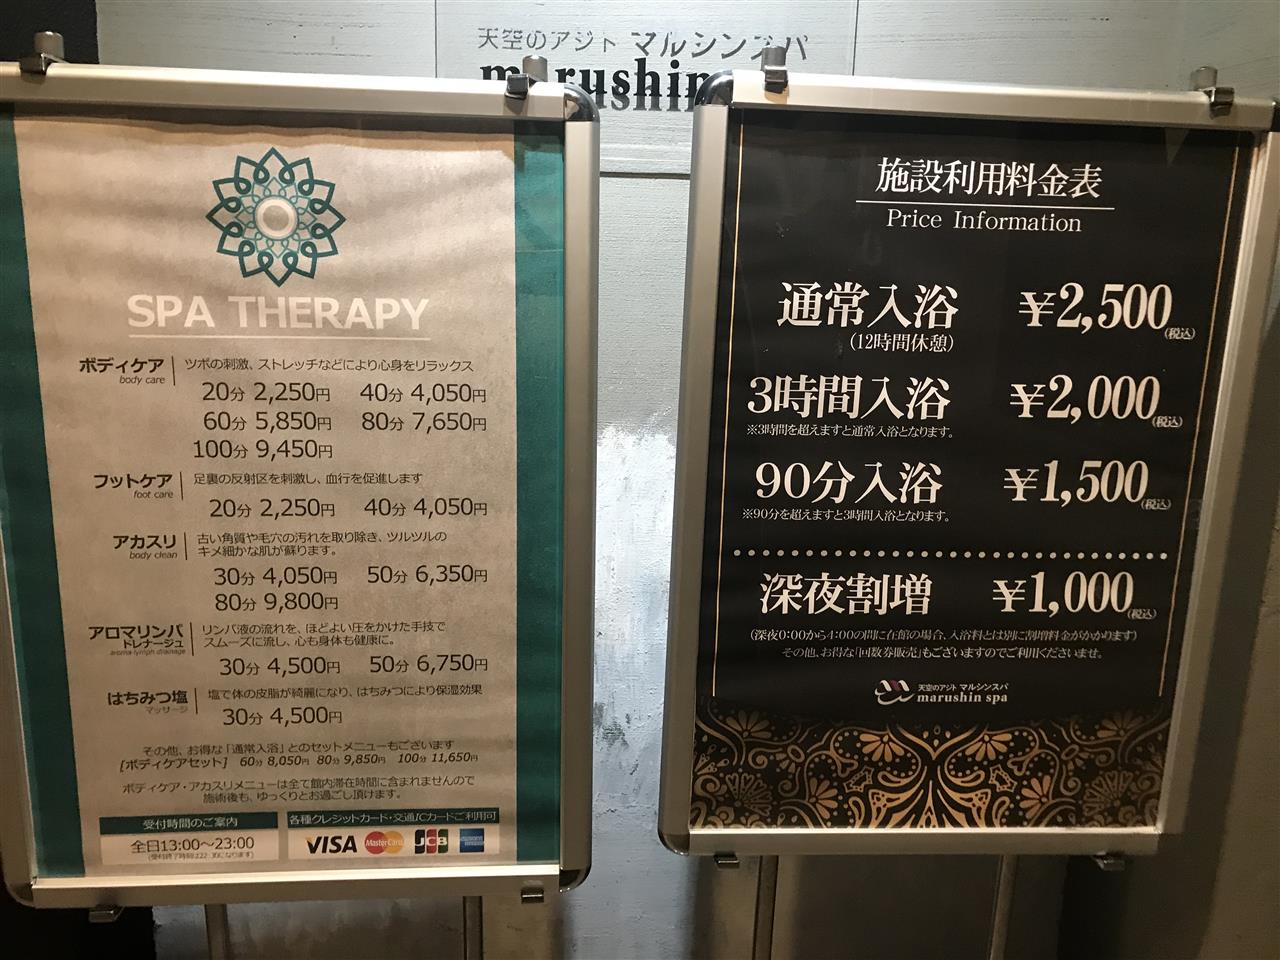 天空のアジト マルシンスパ
marushin
SPA THERAPY
ボディケア
body care
ツボの刺激、ストレッチなどにより心身をリラックス
20分 2,250円 40分 4,050円
60分 5,850円 80分 7,650円
100分 9,450円
フットケア
foot care
足裏の反射区を刺激し、血行を促進します
20分 2,250円 40分 4,050円
アカスリ
body clean
古い角質や毛穴の汚れを取り除き、ツルツルの
キメ細かな肌が蘇ります。
30分 4,050円 50分 6,350円
80分 9,800円
アロマリンパ
ドレナージュ
aroma lymph drainage
リンパ液の流れを、ほどよい圧をかけた手技で
スムーズに流し、心も身体も健康に。
30分 4,500円 50分 6,750円
はちみつ塩
マッサージ
塩で体の皮脂が綺麗になり、はちみつにより保湿効果
30分 4,500円
その他、お得な「通常入浴」とのセットメニューもございます
[ボディケアセット] 60分 8,050円 80分 9,850円 100分 11,650円
ボディケア・アカスリメニューは全て館内滞在時間に含まれませんので
施術後も、ゆっくりとお過ごし頂けます。
受付時間のご案内
全日13:00〜23:00
各種クレジットカード・交通ICカードご利用可
VISA MasterCard JCB
施設利用料金表
Price Information
通常入浴 ¥2,500(税込)
(12時間休憩)
3時間入浴 ¥2,000(税込)
※3時間を超えますと通常入浴となります。
90分入浴 ¥1,500(税込)
※90分を超えますと3時間入浴となります。
深夜割増 ¥1,000(税込)
(深夜0:00から4:00の間に在館の場合、入浴料とは別に割増料金がかかります)
その他、お得な「回数券販売」もございますのでご利用くださいませ。
天空のアジト マルシンスパ
marushin spa